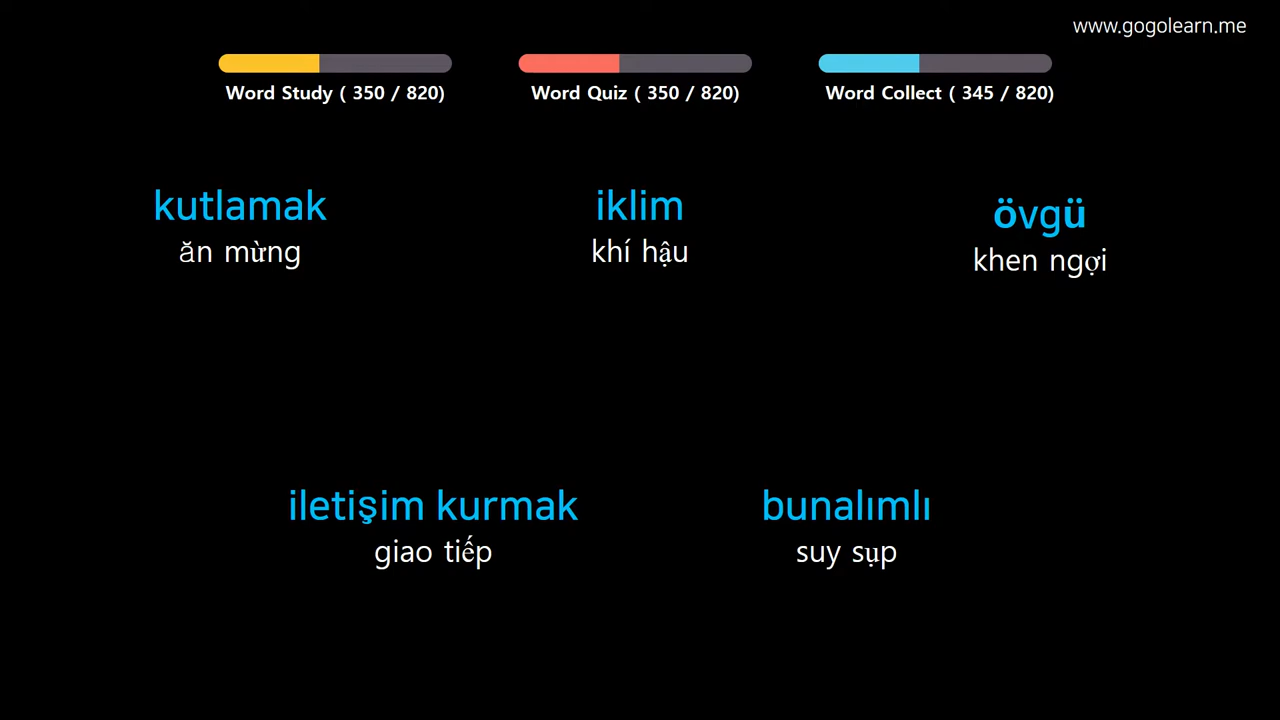 www.gogolearn.me
Word Study ( 350 / 820)
Word Quiz ( 350 / 820)
Word Collect ( 345 / 820)
kutlamak
ăn mừng
iklim
khí hậu
övgü
khen ngợi
iletişim kurmak
giao tiếp
bunalımlı
suy sụp